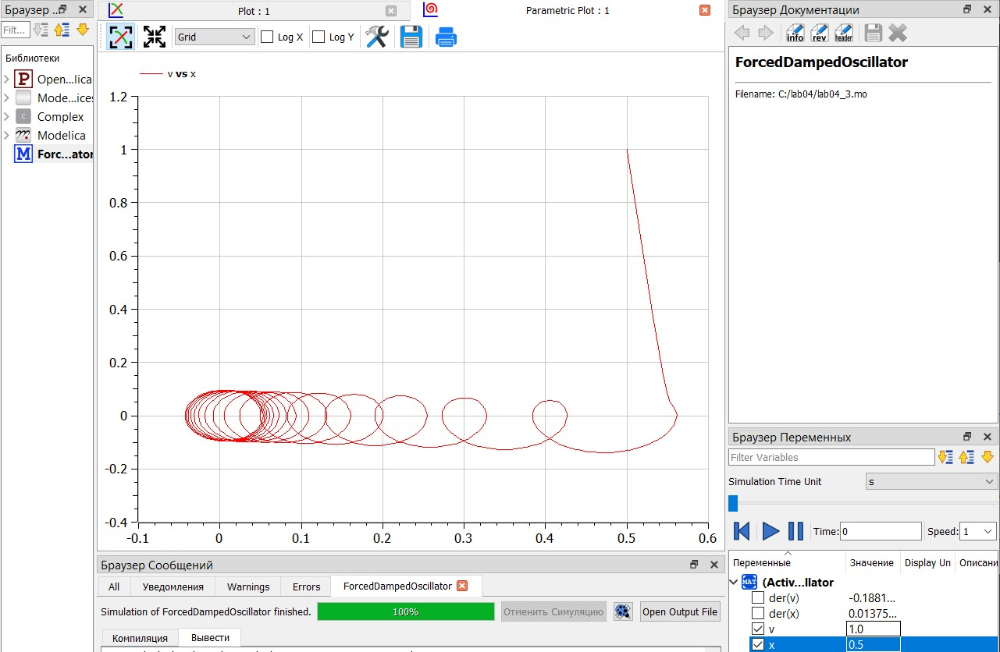 Браузер ..
Plot : 1
Parametric Plot : 1
Браузер Документации
Filt...
Grid
Log X
Log Y
info
rev
header
Библиотеки
P Open...lica
Mode...ices
C Complex
Modelica
M Forc...ator
v vs x
ForcedDampedOscillator
Filename: C:/lab04/lab04_3.mo
1.2
1
0.8
0.6
0.4
0.2
0
-0.2
-0.4
-0.1
0
0.1
0.2
0.3
0.4
0.5
0.6
Браузер Переменных
Filter Variables
Simulation Time Unit
s
Time: 0
Speed: 1
Переменные
Значение
Display Un
Описани
MAT (Activ...llator
der(v) -0.1881...
der(x) 0.01375...
v 1.0
x 0.5
Браузер Сообщений
All
Уведомления
Warnings
Errors
ForcedDampedOscillator
Simulation of ForcedDampedOscillator finished.
100%
Отменить Симуляцию
Open Output File
Компиляция
Вывести